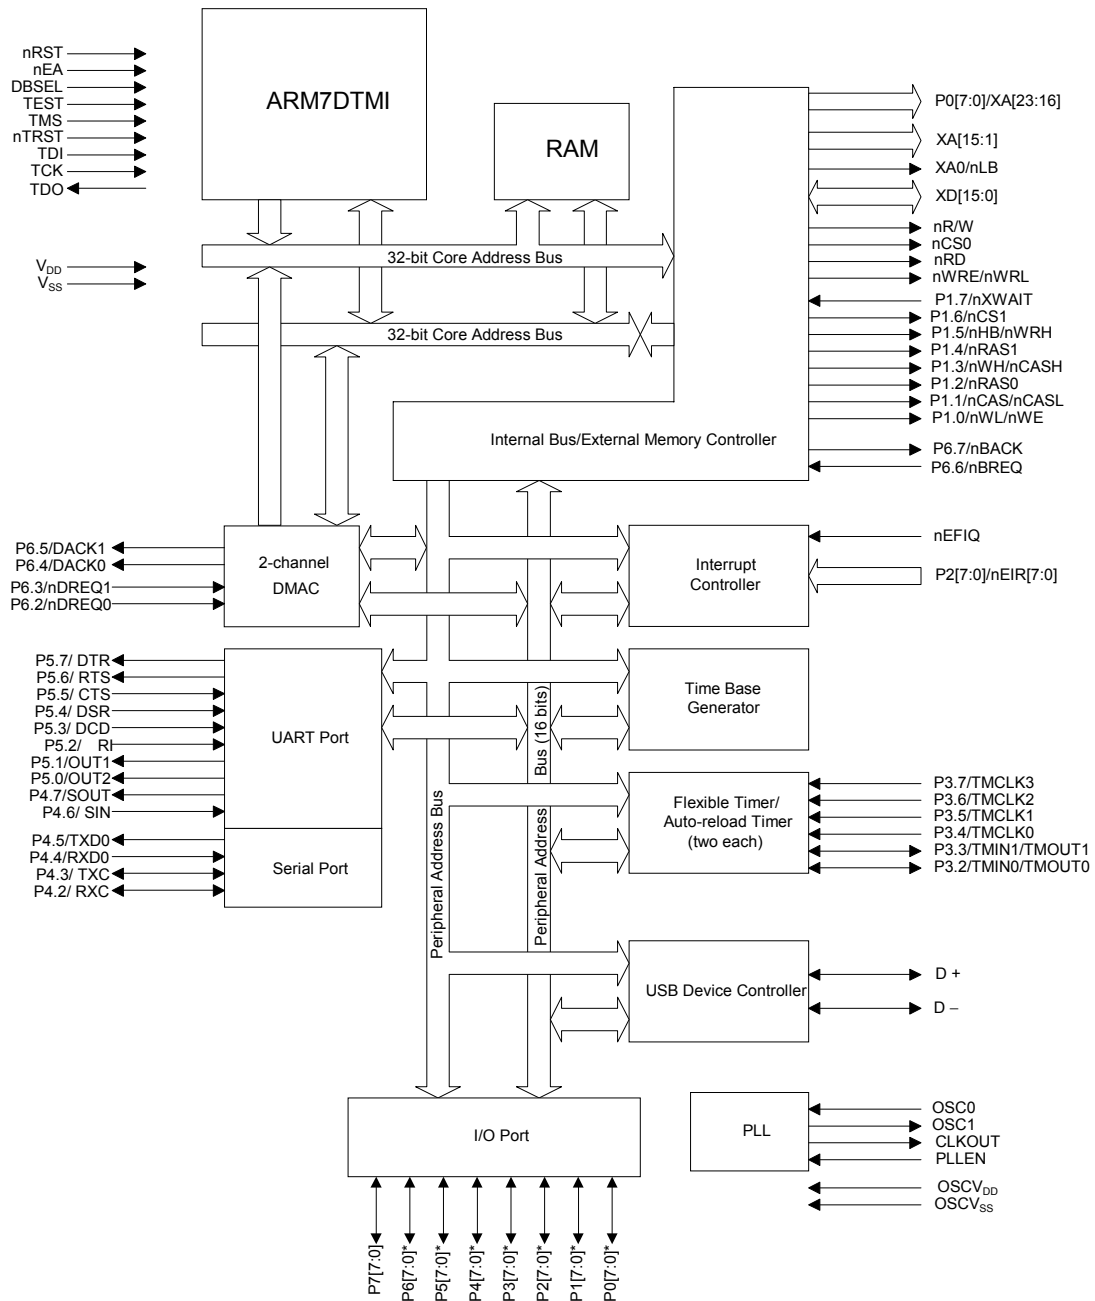 nRST
nEA
DBSEL
TEST
TMS
nTRST
TDI
TCK
TDO
VDD
VSS
ARM7DTMI
RAM
32-bit Core Address Bus
32-bit Core Address Bus
Internal Bus/External Memory Controller
P0[7:0]/XA[23:16]
XA[15:1]
XA0/nLB
XD[15:0]
nR/W
nCS0
nRD
nWRE/nWRL
P1.7/nXWAIT
P1.6/nCS1
P1.5/nHB/nWRH
P1.4/nRAS1
P1.3/nWH/nCASH
P1.2/nRAS0
P1.1/nCAS/nCASL
P1.0/nWL/nWE
P6.7/nBACK
P6.6/nBREQ
P6.5/DACK1
P6.4/DACK0
P6.3/nDREQ1
P6.2/nDREQ0
2-channel
DMAC
Interrupt
Controller
nEFIQ
P2[7:0]/nEIR[7:0]
P5.7/ DTR
P5.6/ RTS
P5.5/ CTS
P5.4/ DSR
P5.3/ DCD
P5.2/ RI
P5.1/OUT1
P5.0/OUT2
P4.7/SOUT
P4.6/ SIN
UART Port
P4.5/TXD0
P4.4/RXD0
P4.3/ TXC
P4.2/ RXC
Serial Port
Peripheral Address Bus
Peripheral Address Bus (16 bits)
Time Base
Generator
Flexible Timer/
Auto-reload Timer
(two each)
P3.7/TMCLK3
P3.6/TMCLK2
P3.5/TMCLK1
P3.4/TMCLK0
P3.3/TMIN1/TMOUT1
P3.2/TMIN0/TMOUT0
USB Device Controller
D +
D –
I/O Port
PLL
OSC0
OSC1
CLKOUT
PLLEN
OSCVDD
OSCVSS
P7[7:0]
P6[7:0]*
P5[7:0]*
P4[7:0]*
P3[7:0]*
P2[7:0]*
P1[7:0]*
P0[7:0]*